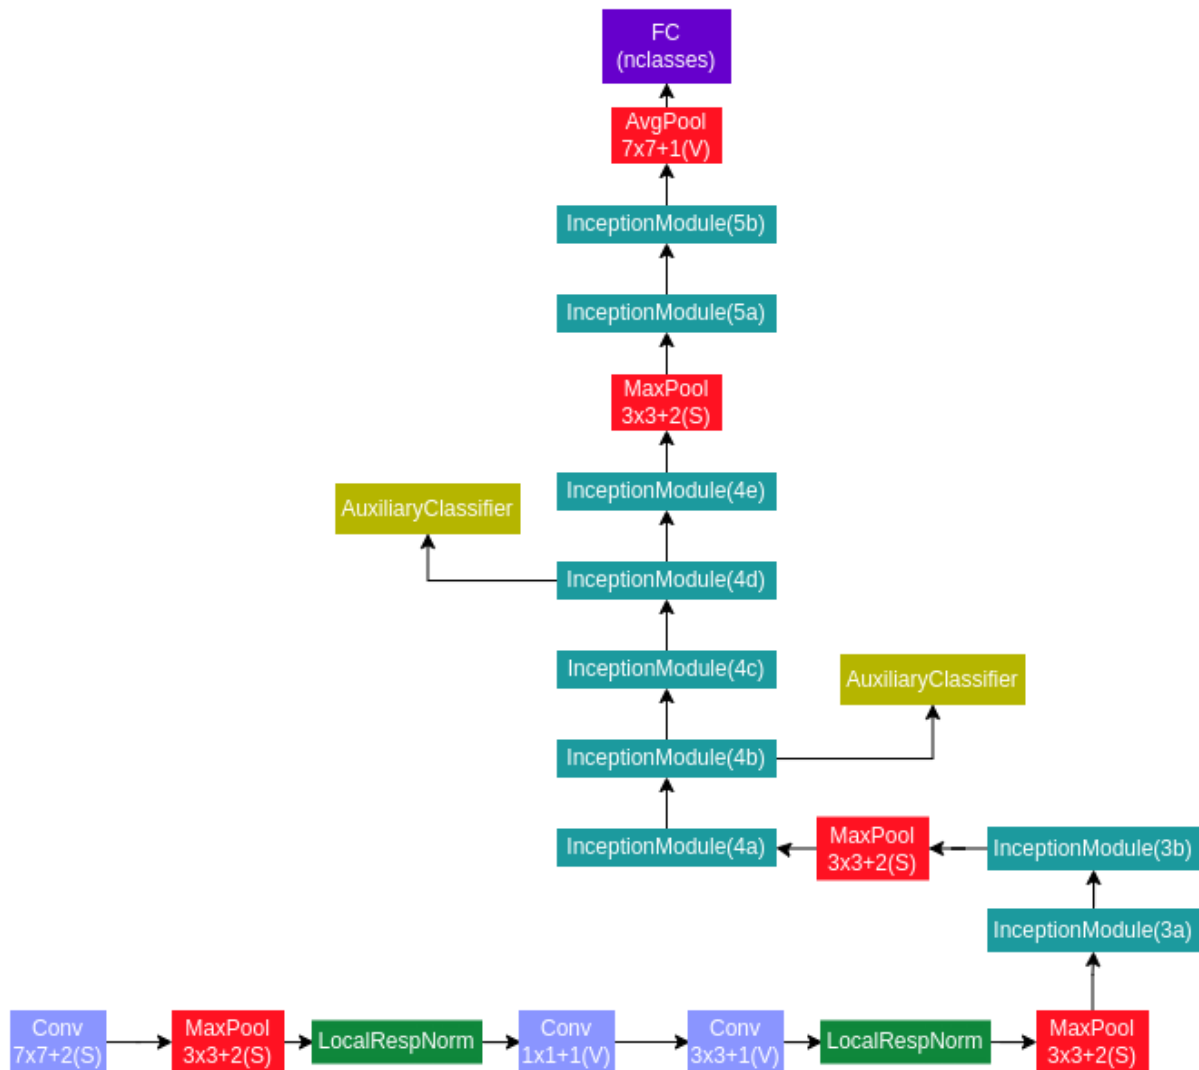 FC
(nclasses)
AvgPool
7x7+1(V)
InceptionModule(5b)
InceptionModule(5a)
MaxPool
3x3+2(S)
InceptionModule(4e)
AuxiliaryClassifier
InceptionModule(4d)
InceptionModule(4c)
AuxiliaryClassifier
InceptionModule(4b)
InceptionModule(4a)
MaxPool
3x3+2(S)
InceptionModule(3b)
InceptionModule(3a)
Conv
7x7+2(S)
MaxPool
3x3+2(S)
LocalRespNorm
Conv
1x1+1(V)
Conv
3x3+1(V)
LocalRespNorm
MaxPool
3x3+2(S)